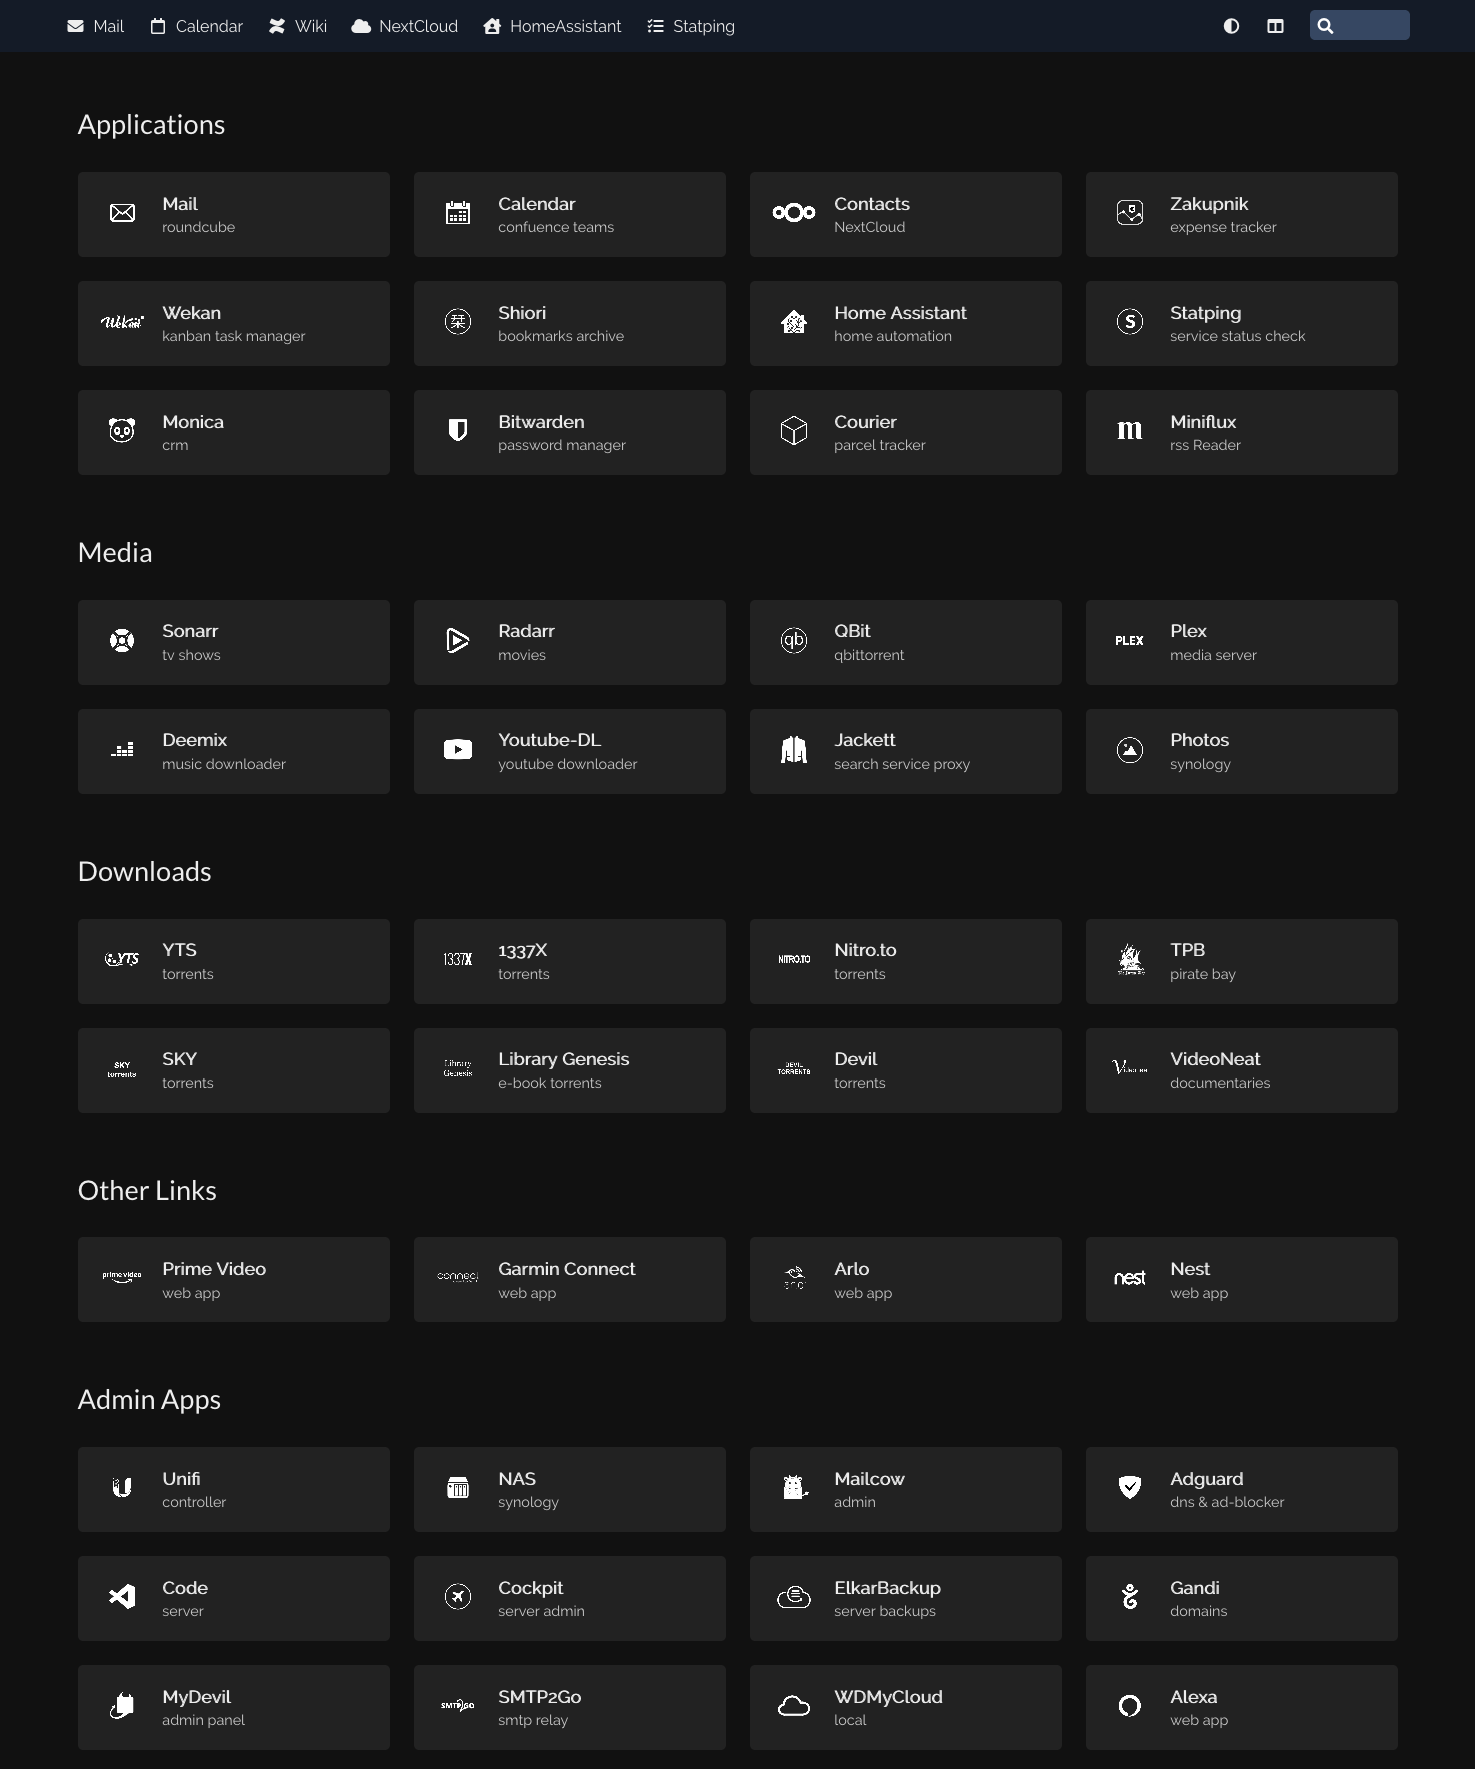 Mail Calendar Wiki NextCloud HomeAssistant Statping
Applications
Mail
roundcube
Calendar
confuence teams
Contacts
NextCloud
Zakupnik
expense tracker
Wekan
Wekan
kanban task manager
栞
Shiori
bookmarks archive
Home Assistant
home automation
S
Statping
service status check
Monica
crm
Bitwarden
password manager
Courier
parcel tracker
m
Miniflux
rss Reader
Media
Sonarr
tv shows
Radarr
movies
qb
QBit
qbittorrent
PLEX
Plex
media server
Deemix
music downloader
Youtube-DL
youtube downloader
Jackett
search service proxy
Photos
synology
Downloads
YTS
YTS
torrents
1337X
1337X
torrents
NITRO.TO
Nitro.to
torrents
TPB
pirate bay
SKY
torrents
SKY
torrents
Library
Genesis
Library Genesis
e-book torrents
DEVIL
TORRENTS
Devil
torrents
VideoNeat
documentaries
Other Links
prime video
Prime Video
web app
connect
Garmin Connect
web app
Arlo
web app
nest
Nest
web app
Admin Apps
U
Unifi
controller
NAS
synology
Mailcow
admin
Adguard
dns & ad-blocker
Code
server
Cockpit
server admin
ElkarBackup
server backups
Gandi
domains
MyDevil
admin panel
SMTP2GO
SMTP2Go
smtp relay
WDMyCloud
local
Alexa
web app